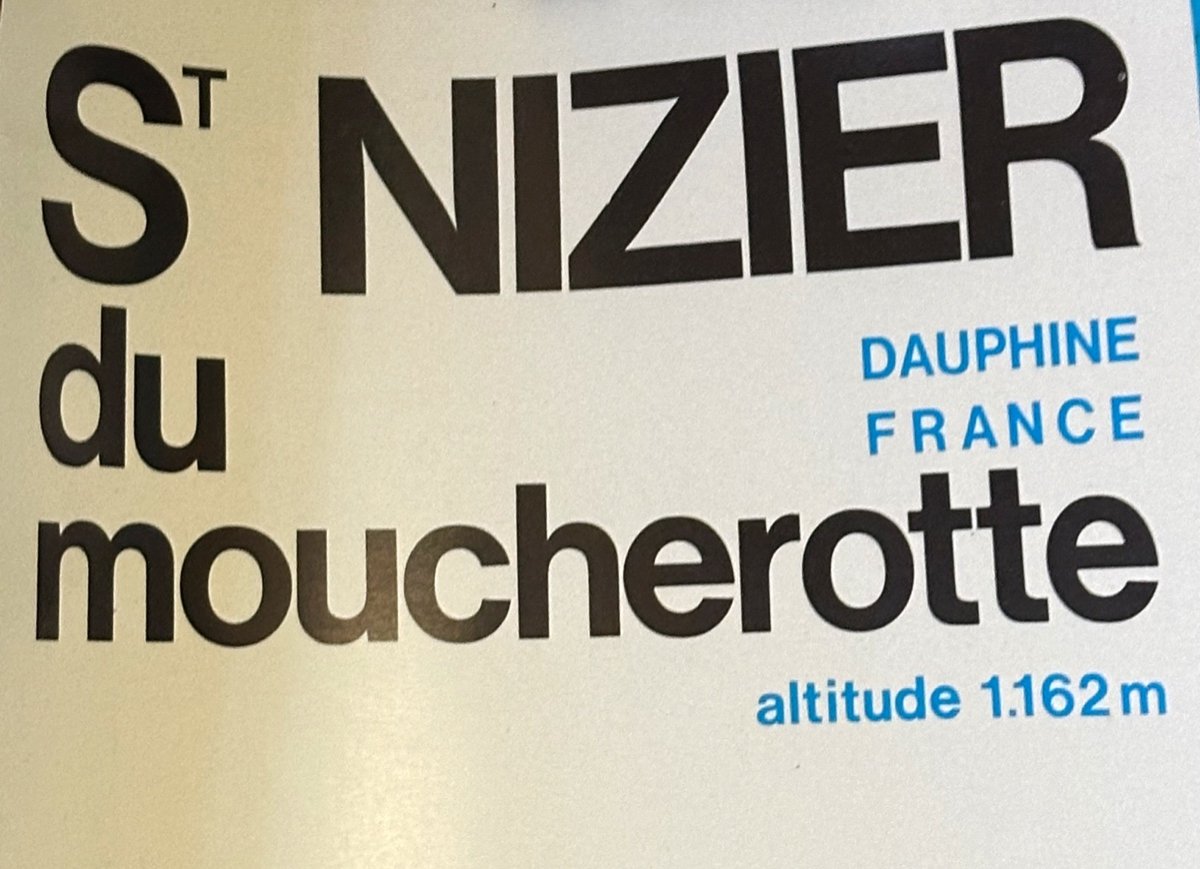 ST NIZIER
du
DAUPHINE
FRANCE
moucherotte
altitude 1.162 m